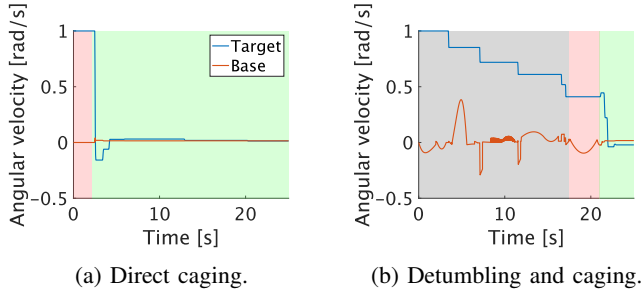 Angular velocity [rad/s]
1
0.5
0
-0.5
0
10
20
Time [s]
Target
Base
(a) Direct caging.
Angular velocity [rad/s]
1
0.5
0
-0.5
0
10
20
Time [s]
(b) Detumbling and caging.